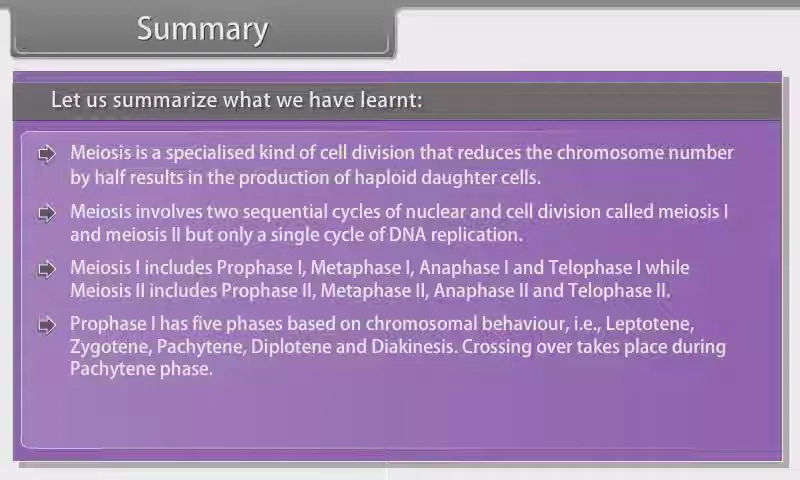 Summary
Let us summarize what we have learnt:
Meiosis is a specialised kind of cell division that reduces the chromosome number
by half results in the production of haploid daughter cells.
Meiosis involves two sequential cycles of nuclear and cell division called meiosis I
and meiosis II but only a single cycle of DNA replication.
Meiosis I includes Prophase I, Metaphase I, Anaphase I and Telophase I while
Meiosis II includes Prophase II, Metaphase II, Anaphase II and Telophase II.
Prophase I has five phases based on chromosomal behaviour, i.e., Leptotene,
Zygotene, Pachytene, Diplotene and Diakinesis. Crossing over takes place during
Pachytene phase.